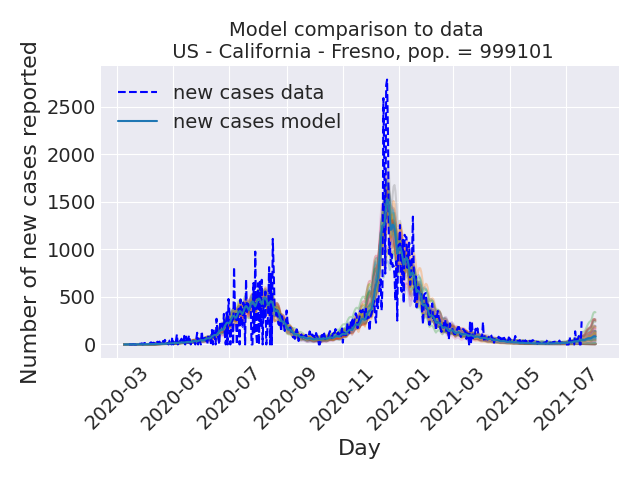 Model comparison to data
US - California - Fresno, pop. = 999101
Number of new cases reported
2500
2000
1500
1000
500
0
new cases data
new cases model
2020-03
2020-05
2020-07
2020-09
2020-11
2021-01
2021-03
2021-05
2021-07
Day